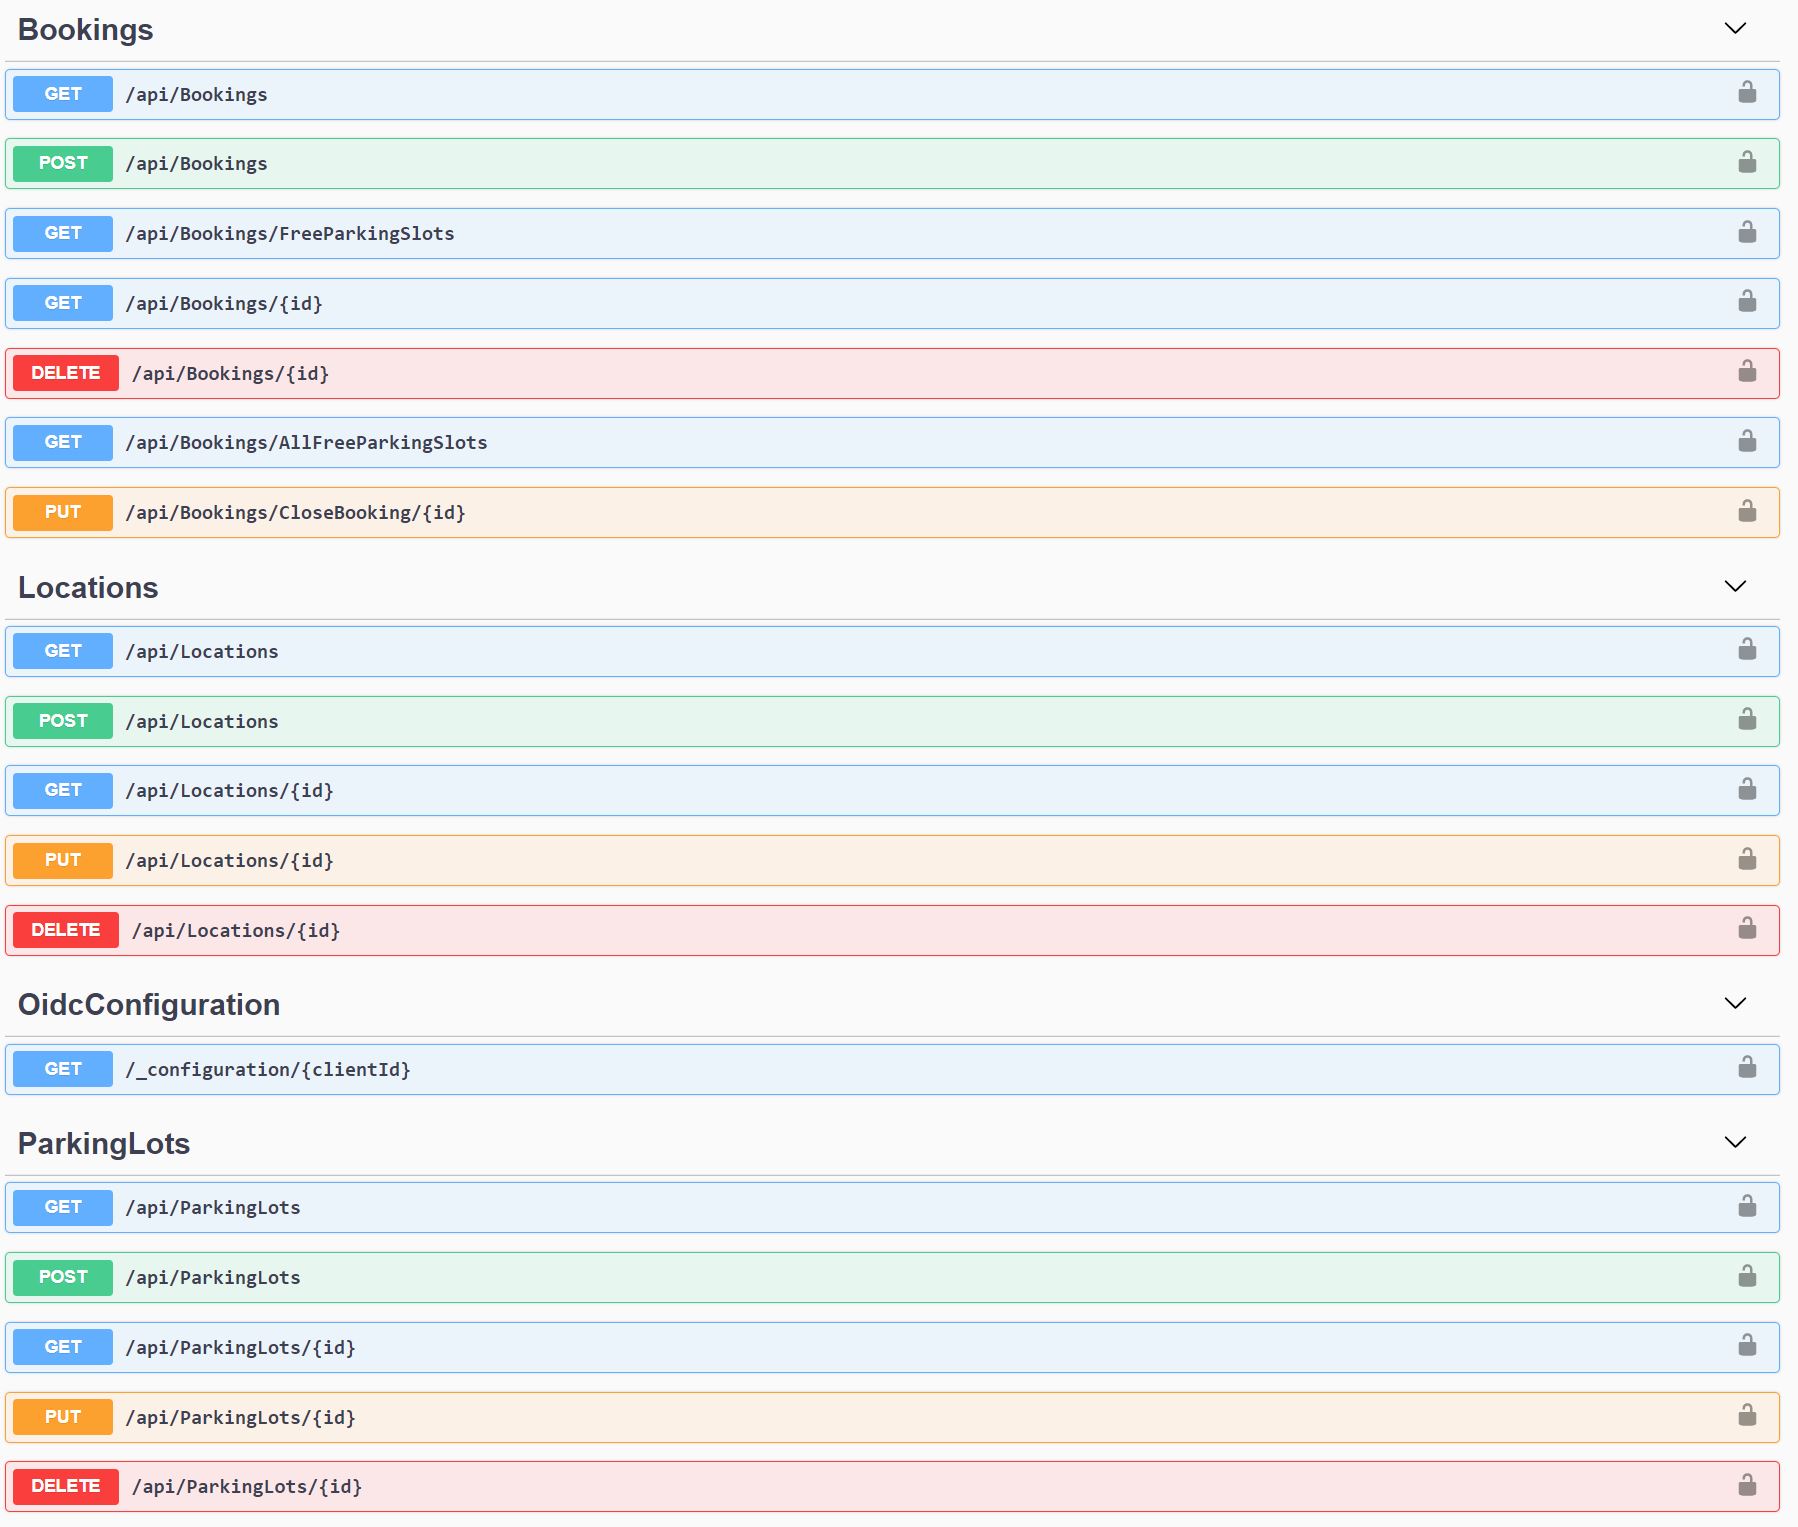 Bookings
GET /api/Bookings
POST /api/Bookings
GET /api/Bookings/FreeParkingSlots
GET /api/Bookings/{id}
DELETE /api/Bookings/{id}
GET /api/Bookings/AllFreeParkingSlots
PUT /api/Bookings/CloseBooking/{id}
Locations
GET /api/Locations
POST /api/Locations
GET /api/Locations/{id}
PUT /api/Locations/{id}
DELETE /api/Locations/{id}
OidcConfiguration
GET /_configuration/{clientId}
ParkingLots
GET /api/ParkingLots
POST /api/ParkingLots
GET /api/ParkingLots/{id}
PUT /api/ParkingLots/{id}
DELETE /api/ParkingLots/{id}